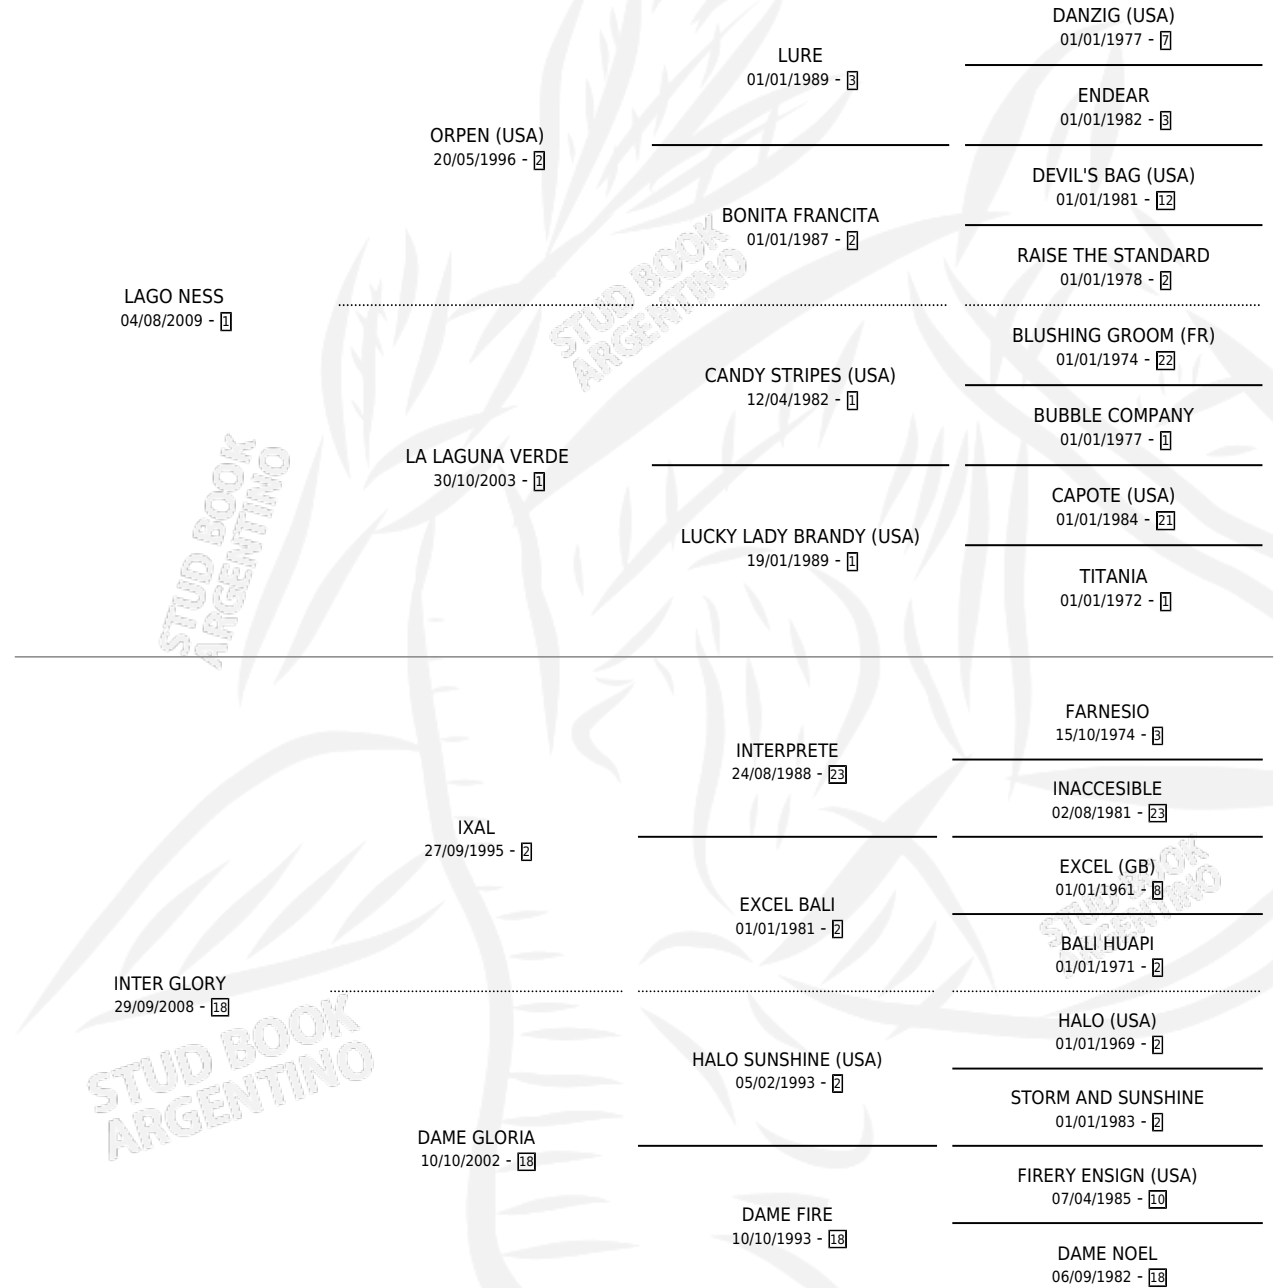 DANZIG (USA)
01/01/1977 - 7
LURE
01/01/1989 - 3
ENDEAR
01/01/1982 - 3
ORPEN (USA)
20/05/1996 - 2
DEVIL'S BAG (USA)
01/01/1981 - 12
BONITA FRANCITA
01/01/1987 - 2
RAISE THE STANDARD
01/01/1978 - 2
LAGO NESS
04/08/2009 - 1
STUD BOOK
ARGENTINO
BLUSHING GROOM (FR)
01/01/1974 - 22
CANDY STRIPES (USA)
12/04/1982 - 1
BUBBLE COMPANY
01/01/1977 - 1
LA LAGUNA VERDE
30/10/2003 - 1
CAPOTE (USA)
01/01/1984 - 21
LUCKY LADY BRANDY (USA)
19/01/1989 - 1
TITANIA
01/01/1972 - 1
STUD BOOK
ARGENTINO
FARNESIO
15/10/1974 - 3
INTERPRETE
24/08/1988 - 23
INACCESIBLE
02/08/1981 - 23
IXAL
27/09/1995 - 2
EXCEL (GB)
01/01/1961 - 8
EXCEL BALI
01/01/1981 - 2
STUD BOOK
ARGENTINO
BALI HUAPI
01/01/1971 - 2
INTER GLORY
29/09/2008 - 18
HALO (USA)
01/01/1969 - 2
HALO SUNSHINE (USA)
05/02/1993 - 2
STUD BOOK
ARGENTINO
STORM AND SUNSHINE
01/01/1983 - 2
DAME GLORIA
10/10/2002 - 18
FIRERY ENSIGN (USA)
07/04/1985 - 10
DAME FIRE
10/10/1993 - 18
DAME NOEL
06/09/1982 - 18